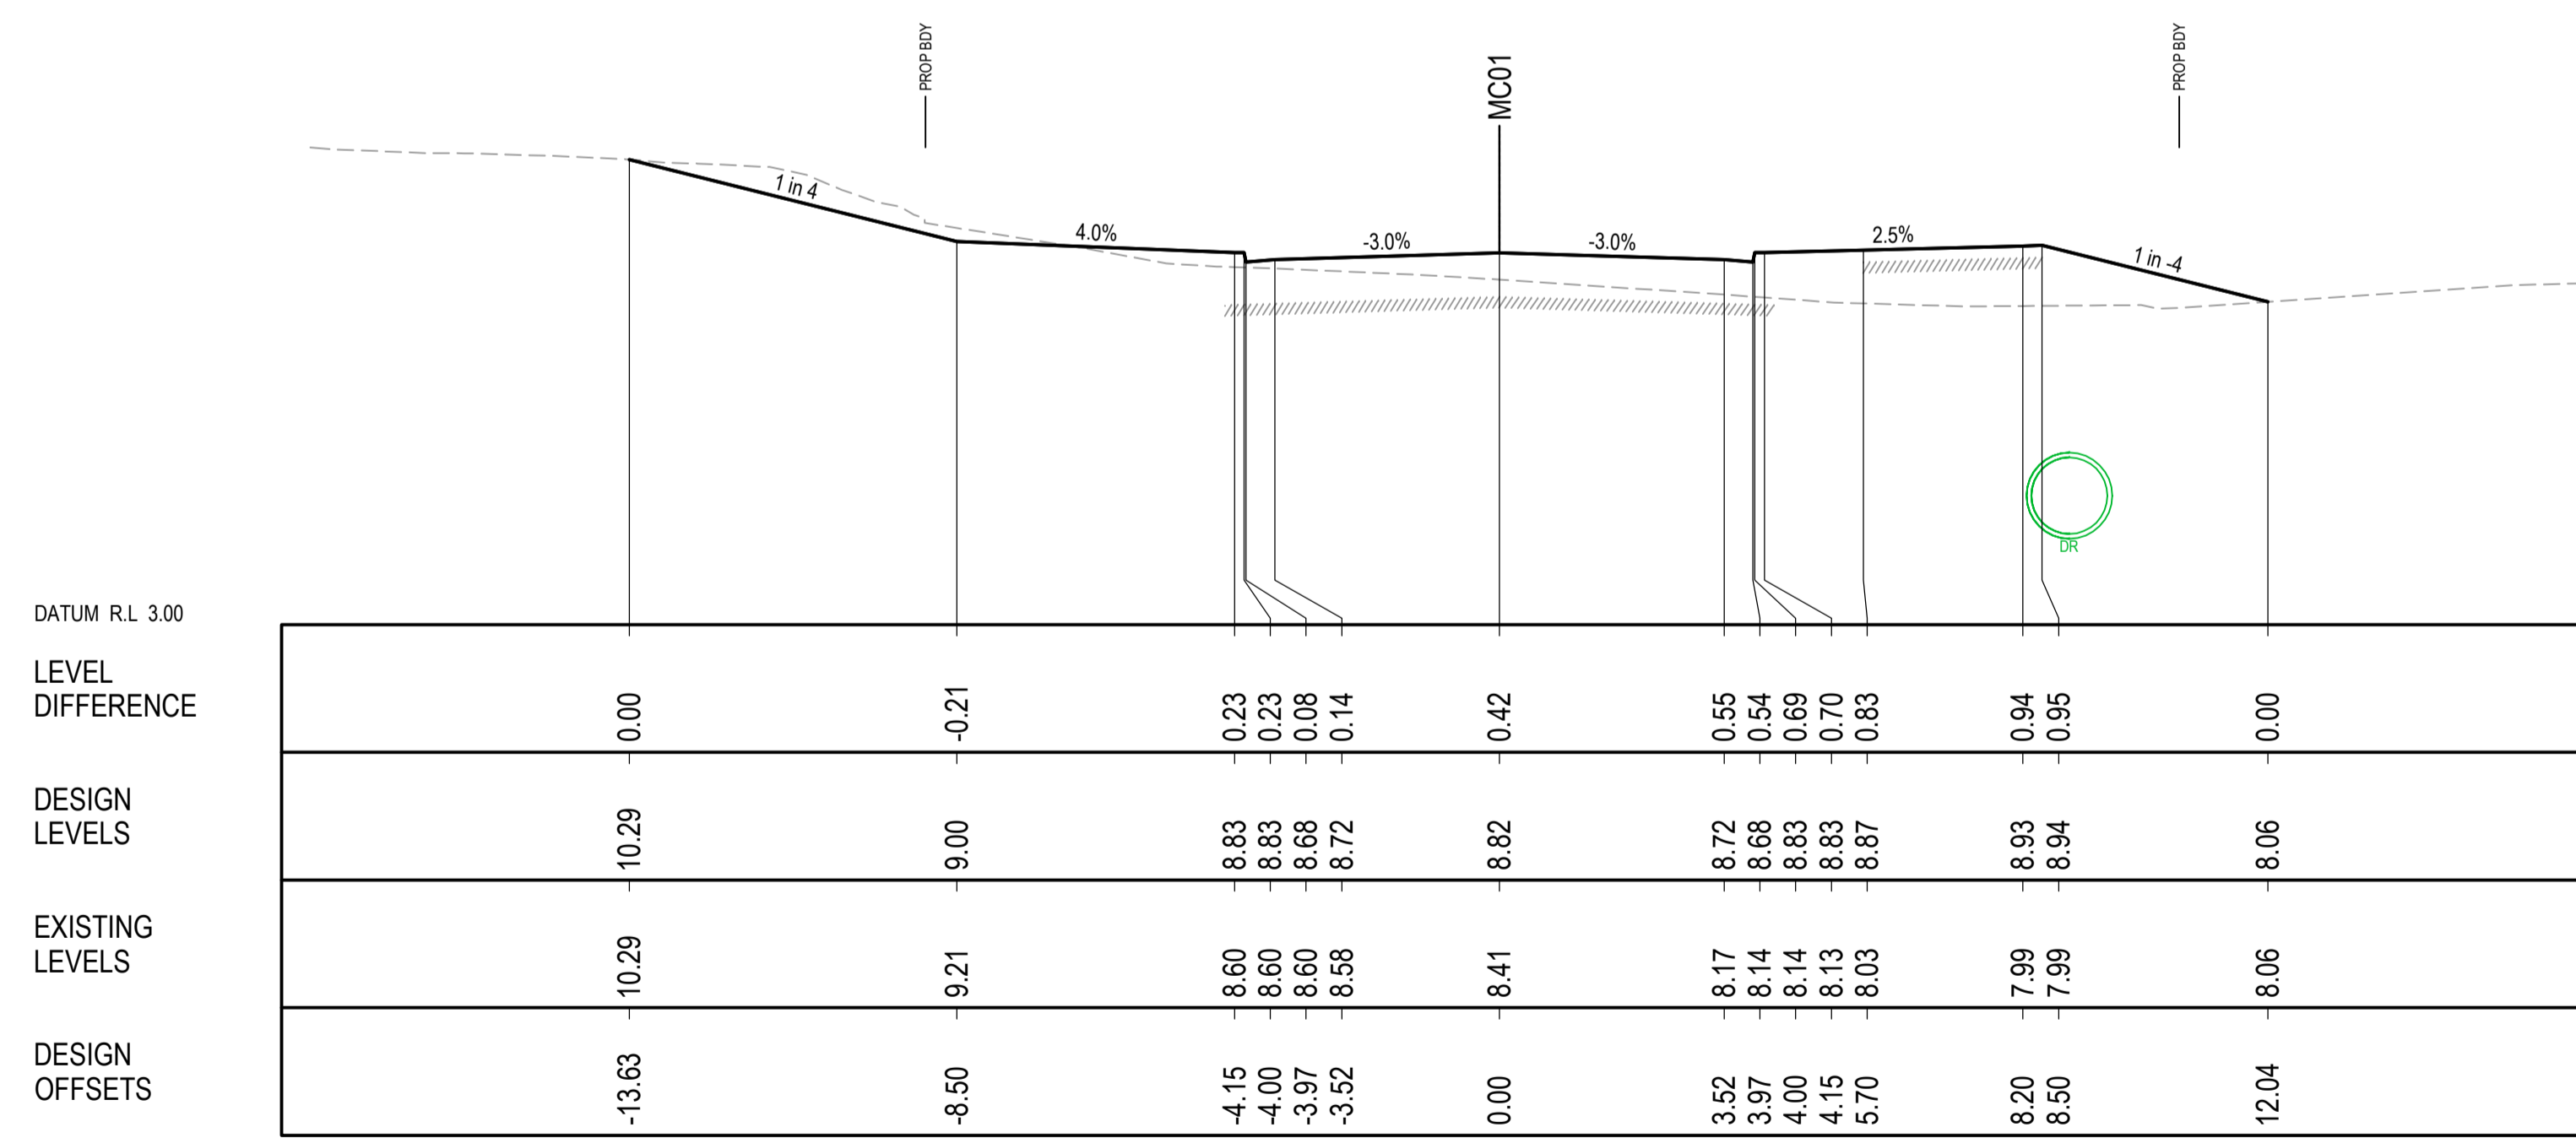 PROP BDY
MC01
PROP BDY
1 in 4
4.0%
-3.0%
-3.0%
2.5%
1 in -4
DR
DATUM R.L 3.00
LEVEL
DIFFERENCE
0.00 -0.21 0.23 0.23 0.08 0.14 0.42 0.55 0.54 0.69 0.70 0.83 0.94 0.95 0.00
DESIGN
LEVELS
10.29 9.00 8.83 8.83 8.68 8.72 8.82 8.72 8.68 8.83 8.83 8.87 8.93 8.94 8.06
EXISTING
LEVELS
10.29 9.21 8.60 8.60 8.60 8.58 8.41 8.17 8.14 8.14 8.13 8.03 7.99 7.99 8.06
DESIGN
OFFSETS
-13.63 -8.50 -4.15 -4.00 -3.97 -3.52 0.00 3.52 3.97 4.00 4.15 5.70 8.20 8.50 12.04